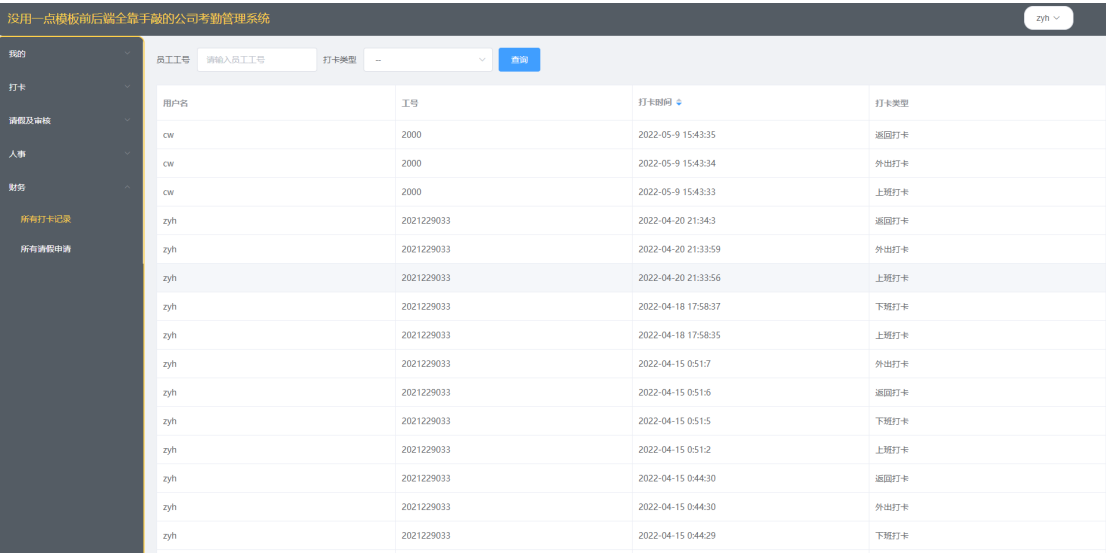 没用一点模板前后端全靠手敲的公司考勤管理系统
zyh
我的
打卡
请假及审核
人事
财务
所有打卡记录
所有请假申请
员工工号 请输入员工工号 打卡类型 -- 查询
用户名 工号 打卡时间 打卡类型
cw 2000 2022-05-9 15:43:35 返回打卡
cw 2000 2022-05-9 15:43:34 外出打卡
cw 2000 2022-05-9 15:43:33 上班打卡
zyh 2021229033 2022-04-20 21:34:3 返回打卡
zyh 2021229033 2022-04-20 21:33:59 外出打卡
zyh 2021229033 2022-04-20 21:33:56 上班打卡
zyh 2021229033 2022-04-18 17:58:37 下班打卡
zyh 2021229033 2022-04-18 17:58:35 上班打卡
zyh 2021229033 2022-04-15 0:51:7 外出打卡
zyh 2021229033 2022-04-15 0:51:6 返回打卡
zyh 2021229033 2022-04-15 0:51:5 下班打卡
zyh 2021229033 2022-04-15 0:51:2 上班打卡
zyh 2021229033 2022-04-15 0:44:30 返回打卡
zyh 2021229033 2022-04-15 0:44:30 外出打卡
zyh 2021229033 2022-04-15 0:44:29 下班打卡